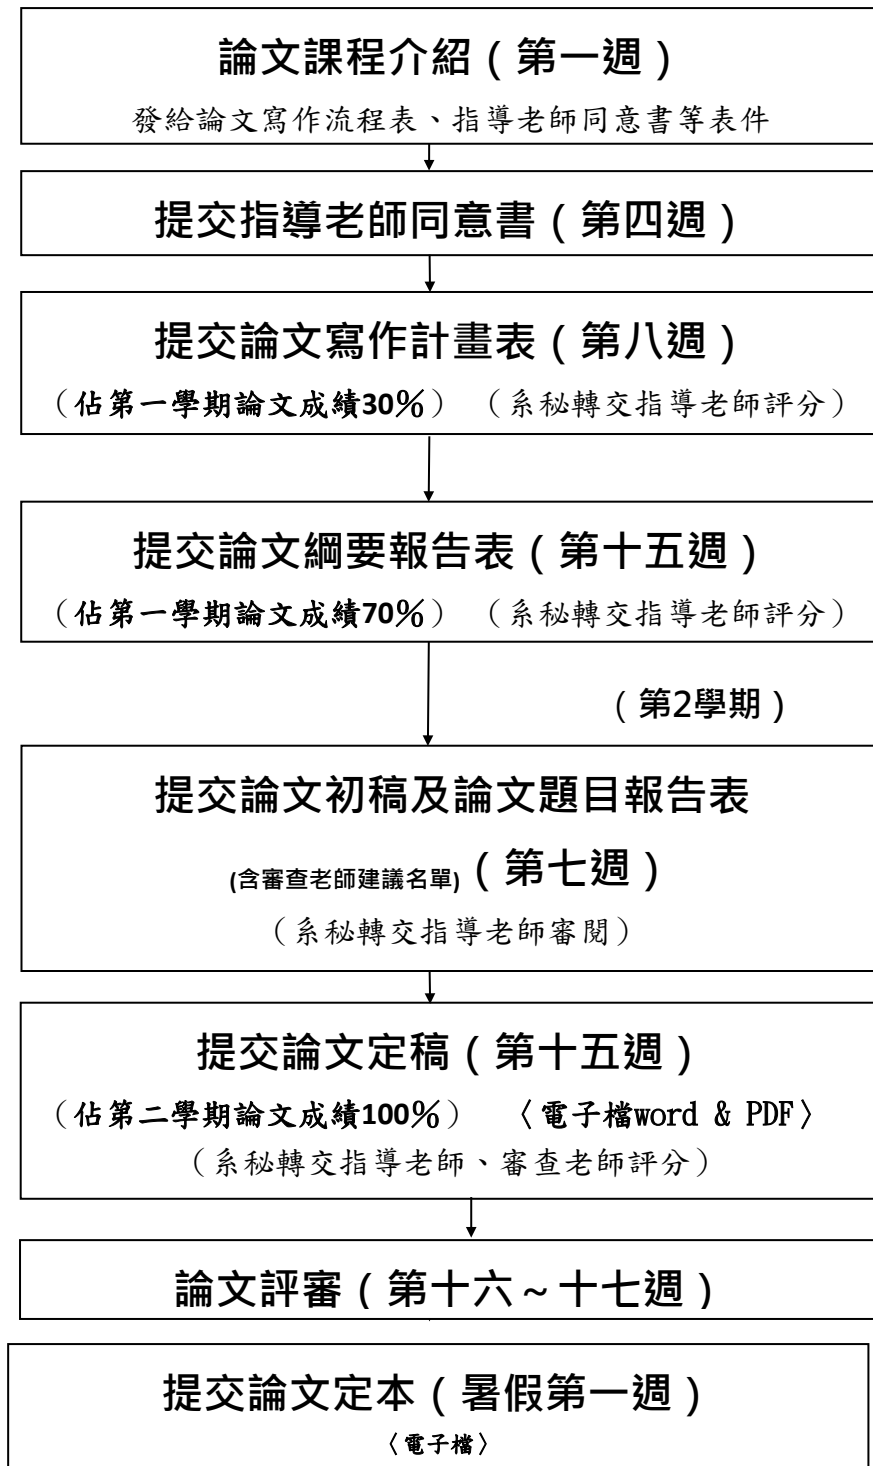 論文課程介紹（第一週）
發給論文寫作流程表、指導老師同意書等表件
提交指導老師同意書（第四週）
提交論文寫作計畫表（第八週）
（佔第一學期論文成績30％）　（系秘轉交指導老師評分）
提交論文綱要報告表（第十五週）
（佔第一學期論文成績70％）　（系秘轉交指導老師評分）
（第2學期）
提交論文初稿及論文題目報告表
(含審查老師建議名單)（第七週）
（系秘轉交指導老師審閱）
提交論文定稿（第十五週）
（佔第二學期論文成績100％）　〈電子檔word & PDF〉
（系秘轉交指導老師、審查老師評分）
論文評審（第十六～十七週）
提交論文定本（暑假第一週）
〈電子檔〉